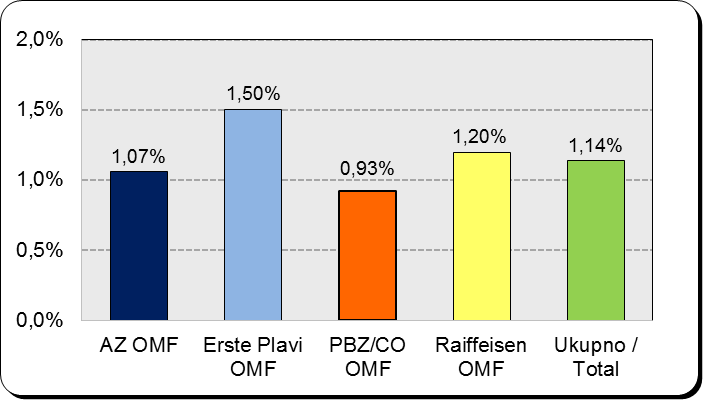 2,0%
1,5%
1,0%
0,5%
0,0%
1,07%
1,50%
0,93%
1,20%
1,14%
AZ OMF
Erste Plavi
OMF
PBZ/CO
OMF
Raiffeisen
OMF
Ukupno /
Total